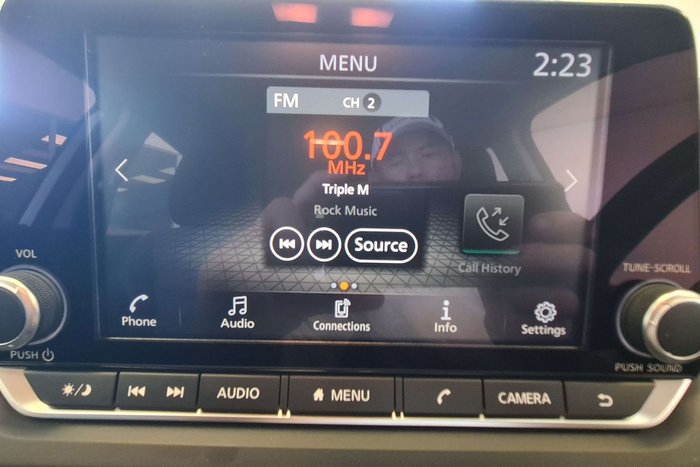 MENU
2:23
FM CH 2
100.7
MHz
Triple M
Rock Music
Source
Call History
Phone
Audio
Connections
Info
Settings
VOL
PUSH
TUNE·SCROLL
PUSH SOUND
AUDIO
MENU
CAMERA